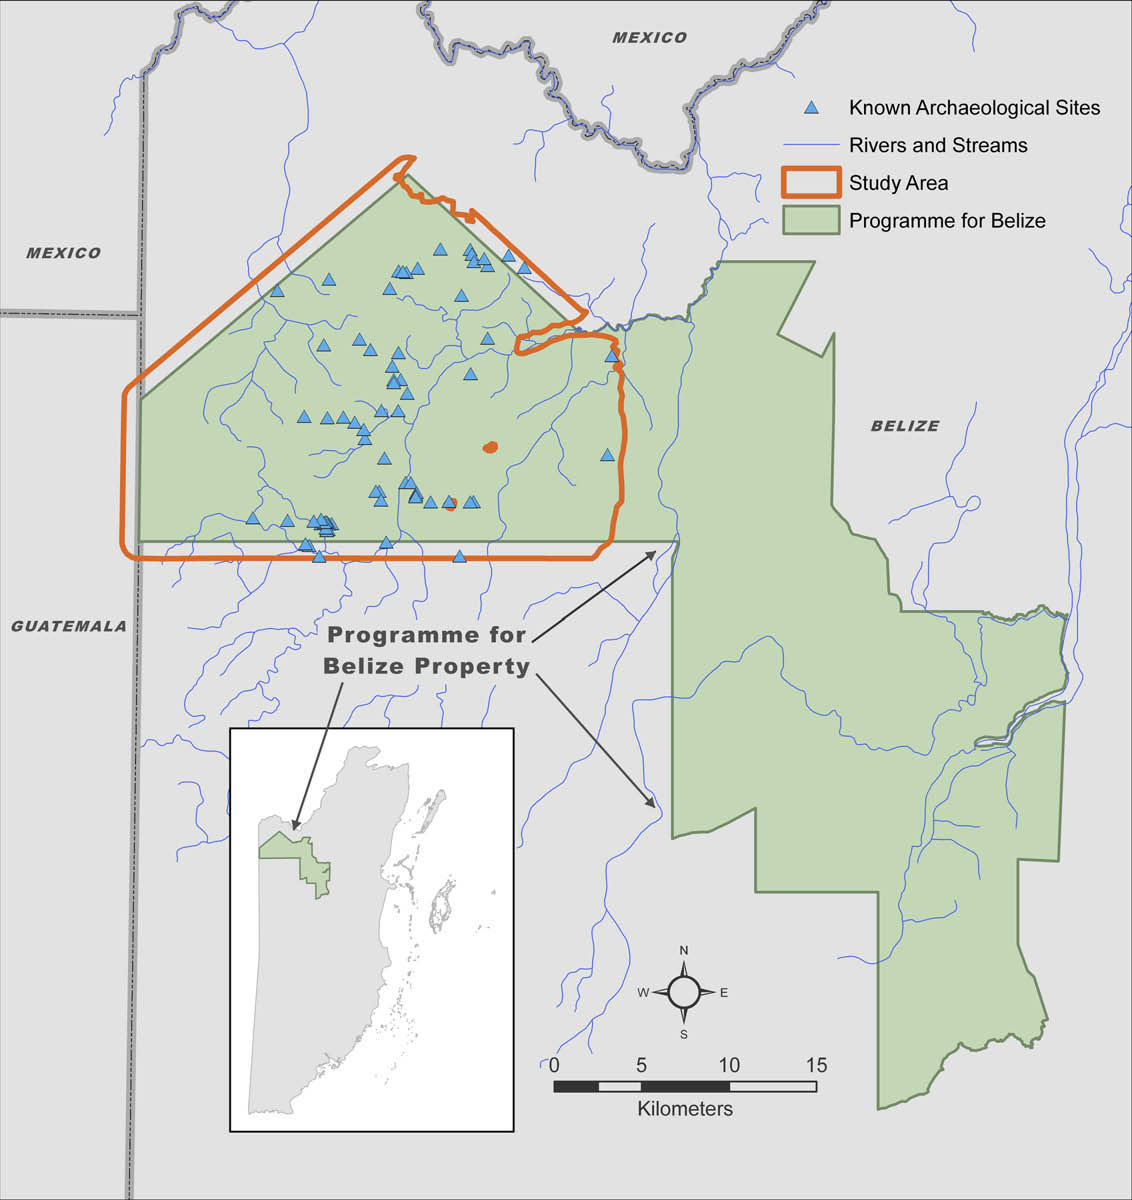 MEXICO
Known Archaeological Sites
Rivers and Streams
Study Area
Programme for Belize
MEXICO
BELIZE
GUATEMALA
Programme for
Belize Property
N
W E
S
0 5 10 15
Kilometers